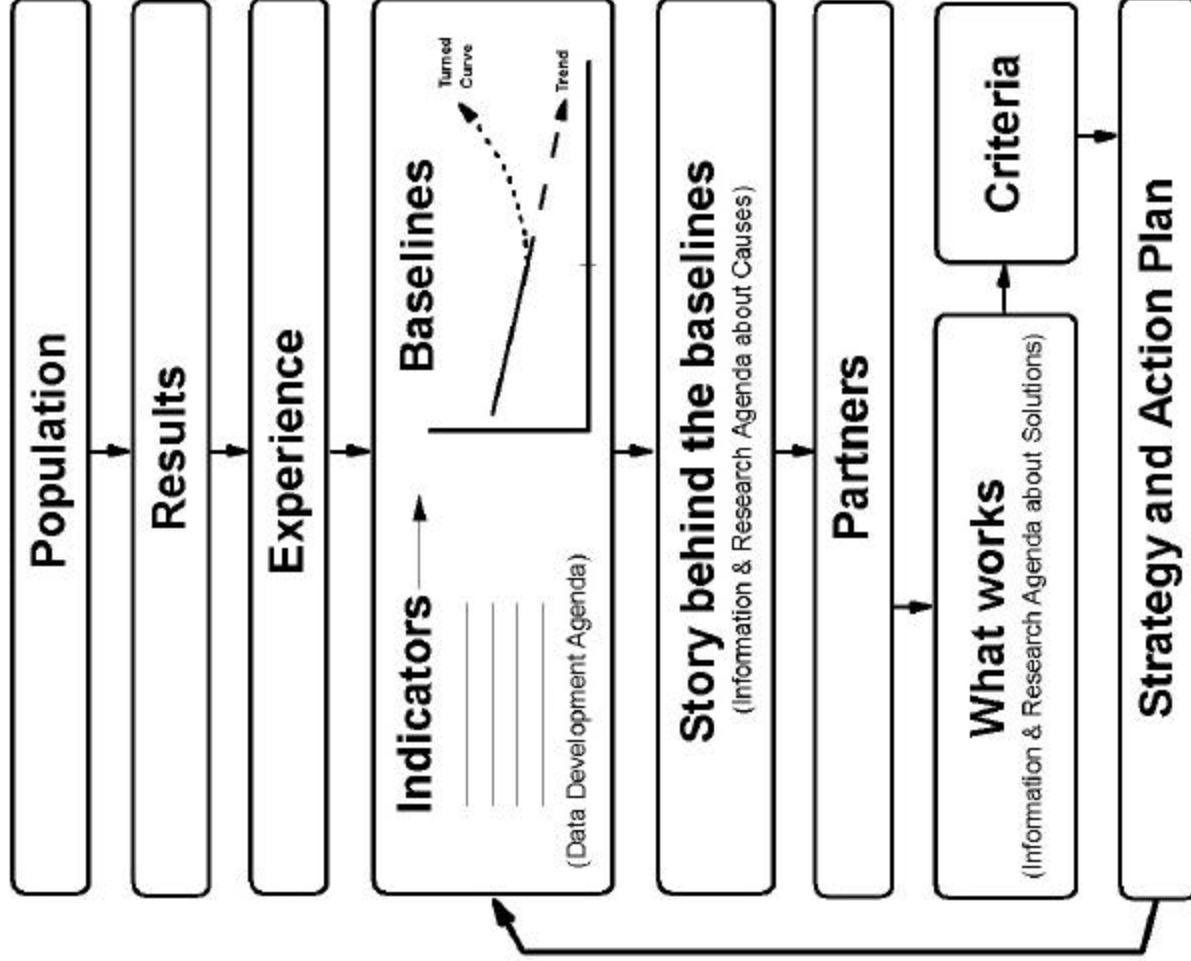 Population
Results
Experience
Indicators
Baselines
Turned
Curve
Trend
(Data Development Agenda)
Story behind the baselines
(Information & Research Agenda about Causes)
Partners
What works
(Information & Research Agenda about Solutions)
Criteria
Strategy and Action Plan